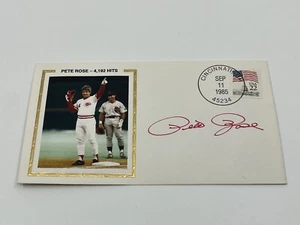 PETE ROSE - 4,192 HITS
CINCINNATI
SEP
11
1985
45234
22
Pete Rose